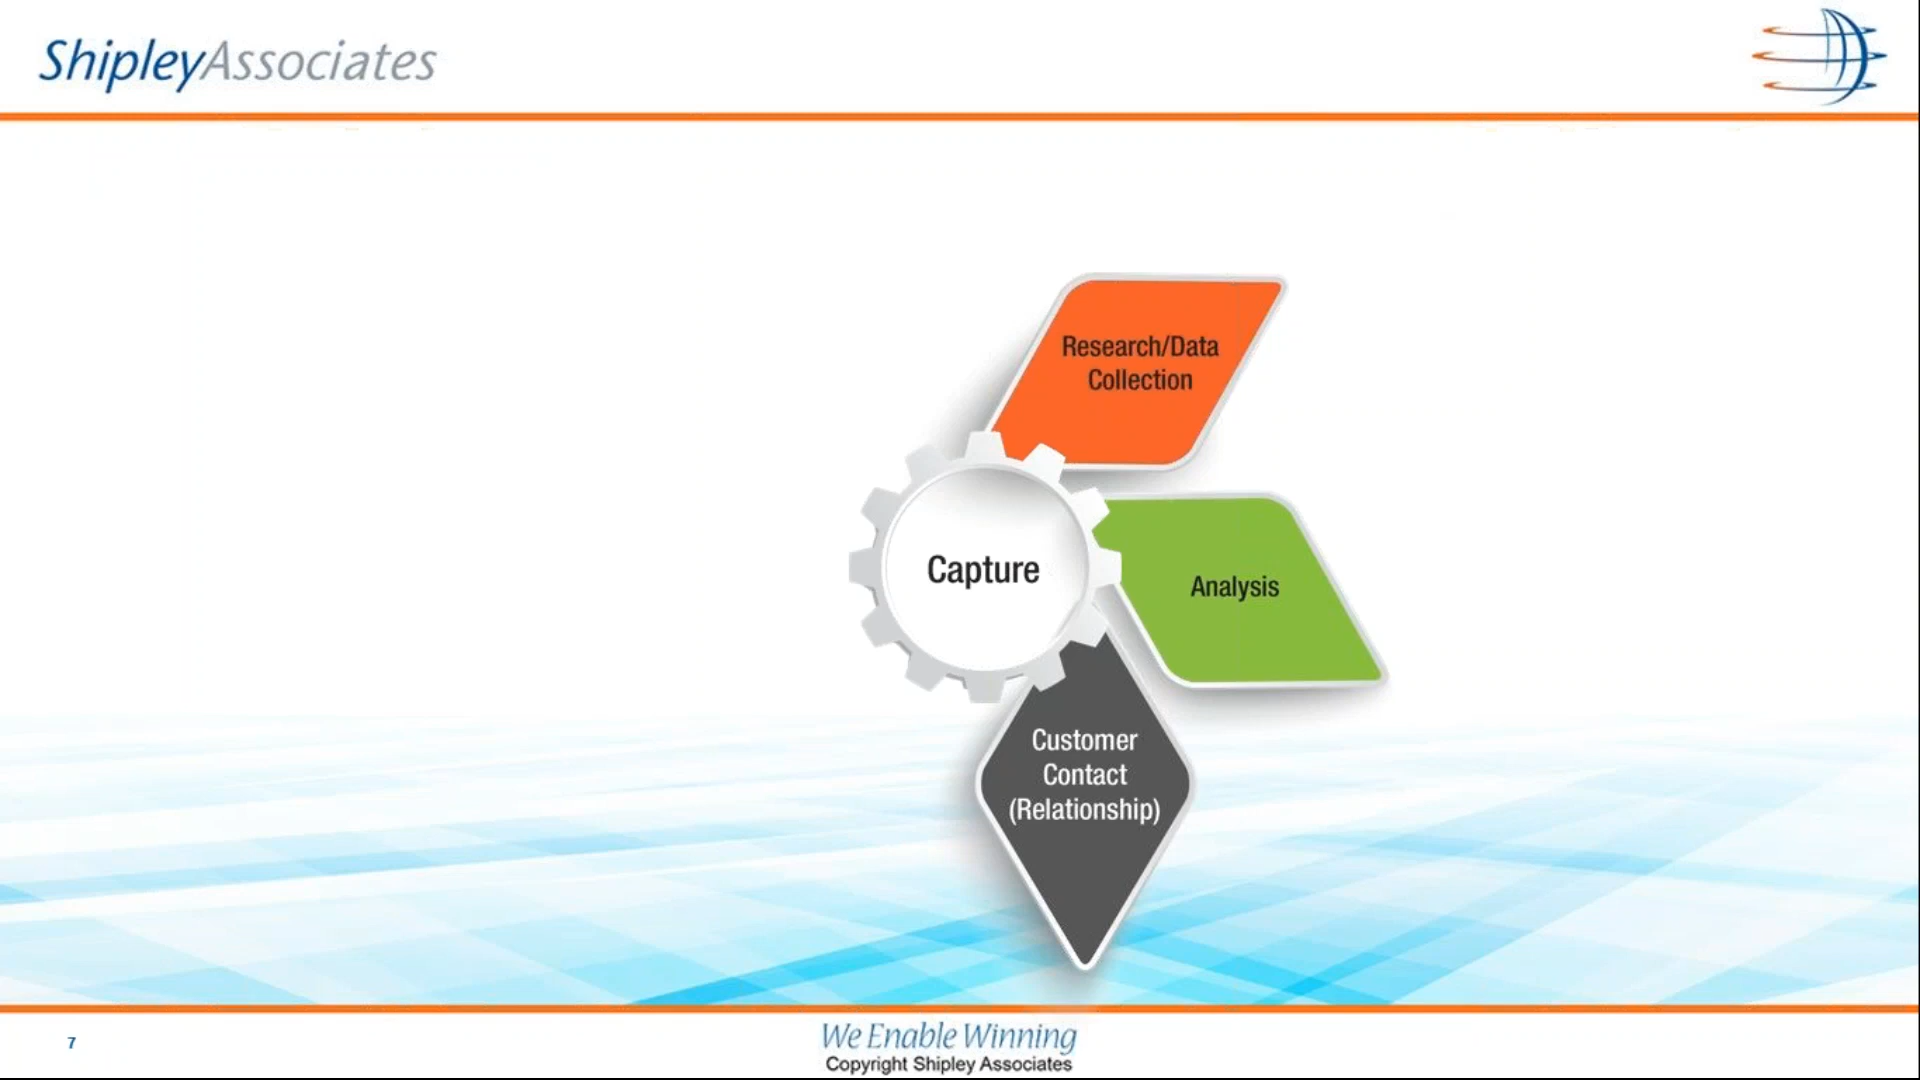 ShipleyAssociates
Research/Data
Collection
Capture
Analysis
Customer
Contact
(Relationship)
7
We Enable Winning
Copyright Shipley Associates